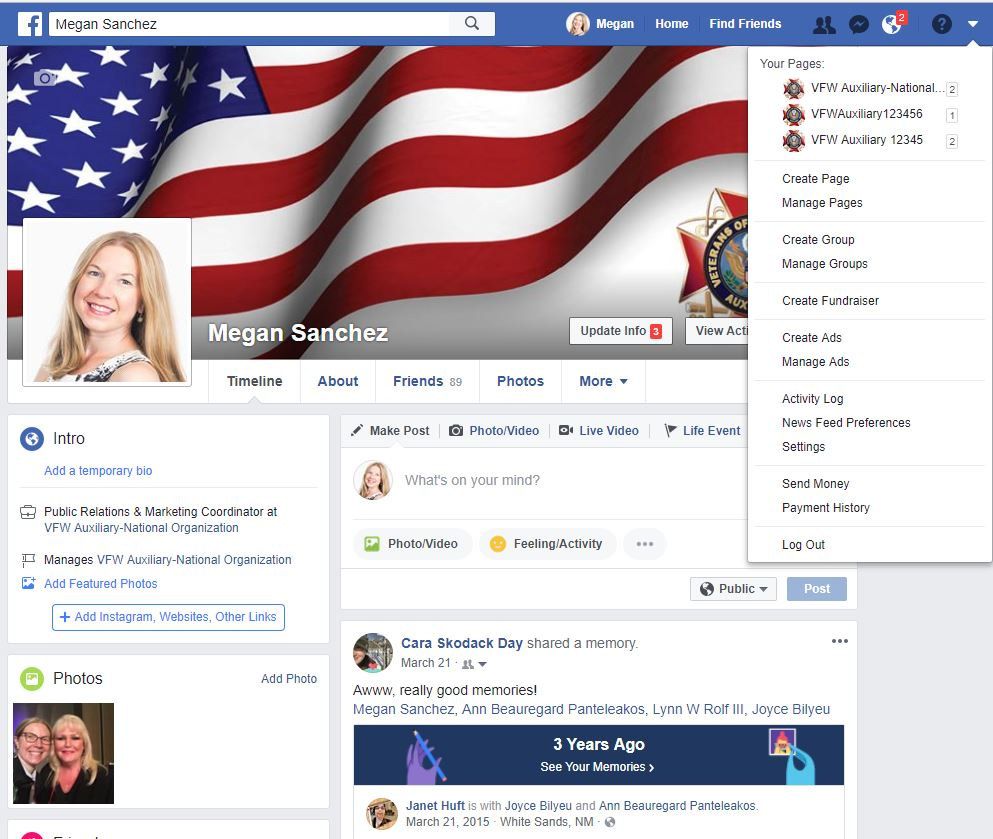 Megan Sanchez
Megan
Home
Find Friends
2
Your Pages:
VFW Auxiliary-National... 2
VFWAuxiliary123456 1
VFW Auxiliary 12345 2
Create Page
Manage Pages
Create Group
Manage Groups
Create Fundraiser
Create Ads
Manage Ads
Activity Log
News Feed Preferences
Settings
Send Money
Payment History
Log Out
VETERANS OF
AUX
Megan Sanchez
Update Info 3
View Acti
Timeline
About
Friends 89
Photos
More
Intro
Add a temporary bio
Public Relations & Marketing Coordinator at
VFW Auxiliary-National Organization
Manages VFW Auxiliary-National Organization
Add Featured Photos
+ Add Instagram, Websites, Other Links
Photos
Add Photo
Make Post
Photo/Video
Live Video
Life Event
What's on your mind?
Photo/Video
Feeling/Activity
Public
Post
Cara Skodack Day shared a memory.
March 21 ·
Awww, really good memories!
Megan Sanchez, Ann Beauregard Panteleakos, Lynn W Rolf III, Joyce Bilyeu
3 Years Ago
See Your Memories ›
Janet Huft is with Joyce Bilyeu and Ann Beauregard Panteleakos.
March 21, 2015 · White Sands, NM ·